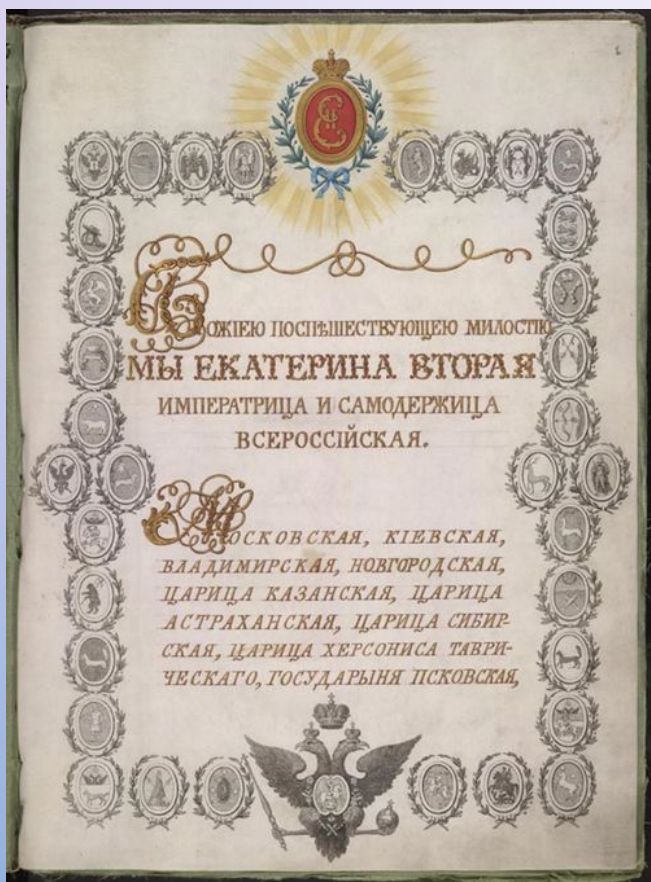 БОЖІЕЮ ПОСПѢШЕСТВУЮЩЕЮ МИЛОСТІЮ
МЫ ЕКАТЕРИНА ВТОРАЯ
ИМПЕРАТРИЦА И САМОДЕРЖИЦА
ВСЕРОССІЙСКАЯ.
МОСКОВСКАЯ, КІЕВСКАЯ,
ВЛАДИМИРСКАЯ, НОВГОРОДСКАЯ,
ЦАРИЦА КАЗАНСКАЯ, ЦАРИЦА
АСТРАХАНСКАЯ, ЦАРИЦА СИБИР-
СКАЯ, ЦАРИЦА ХЕРСОНИСА ТАВРИ-
ЧЕСКАГО, ГОСУДАРЫНЯ ПСКОВСКАЯ,